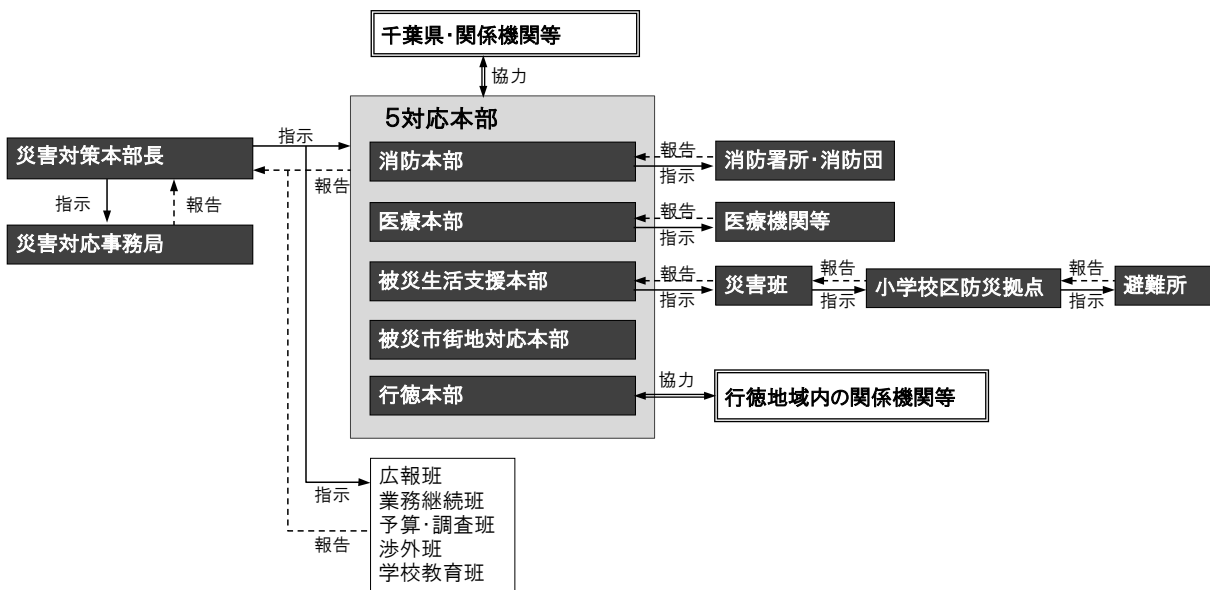 千葉県・関係機関等
協力
5対応本部
災害対策本部長
指示
報告
指示
報告
災害対応事務局
消防本部
報告
指示
消防署所・消防団
医療本部
報告
指示
医療機関等
被災生活支援本部
報告
指示
災害班
報告
指示
小学校区防災拠点
報告
指示
避難所
被災市街地対応本部
行徳本部
協力
行徳地域内の関係機関等
指示
報告
広報班
業務継続班
予算・調査班
渉外班
学校教育班